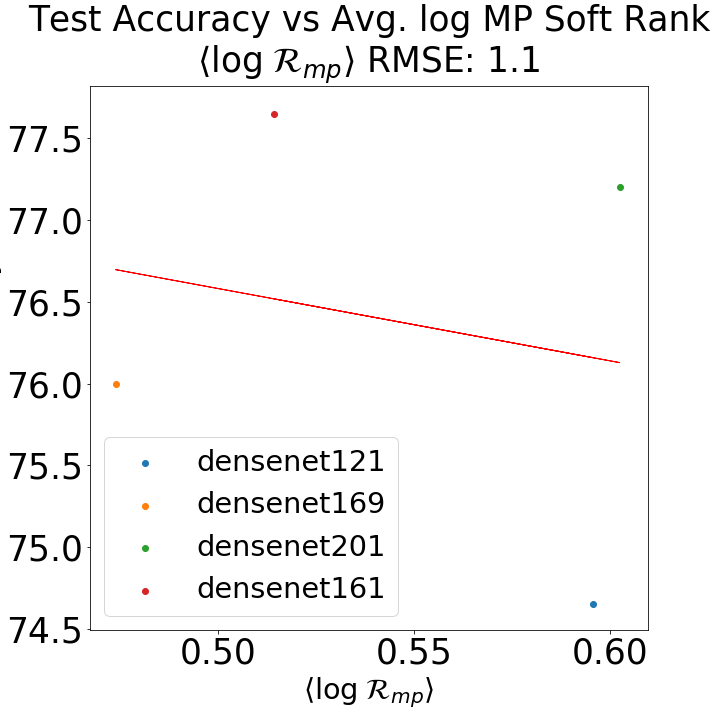 Test Accuracy vs Avg. log MP Soft Rank
⟨log ℛ_mp⟩ RMSE: 1.1
77.5
77.0
76.5
76.0
75.5
75.0
74.5
densenet121
densenet169
densenet201
densenet161
0.50 0.55 0.60
⟨log ℛ_mp⟩